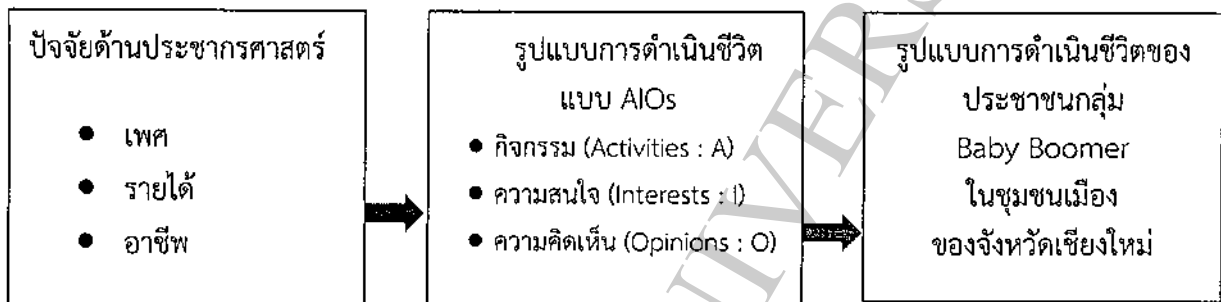 ปัจจัยด้านประชากรศาสตร์
● เพศ
● รายได้
● อาชีพ
รูปแบบการดำเนินชีวิต
แบบ AIOs
● กิจกรรม (Activities : A)
● ความสนใจ (Interests : I)
● ความคิดเห็น (Opinions : O)
รูปแบบการดำเนินชีวิตของ
ประชาชนกลุ่ม
Baby Boomer
ในชุมชนเมือง
ของจังหวัดเชียงใหม่